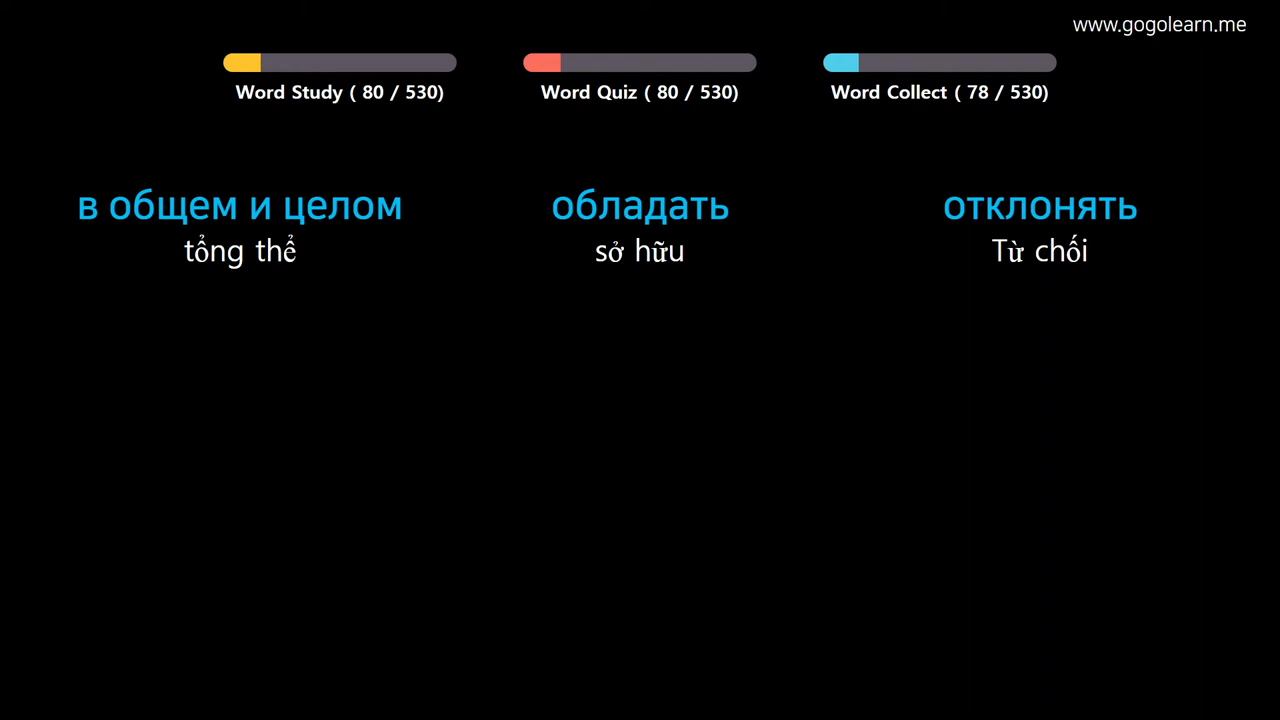 www.gogolearn.me
Word Study ( 80 / 530)
Word Quiz ( 80 / 530)
Word Collect ( 78 / 530)
в общем и целом
tổng thể
обладать
sở hữu
отклонять
Từ chối